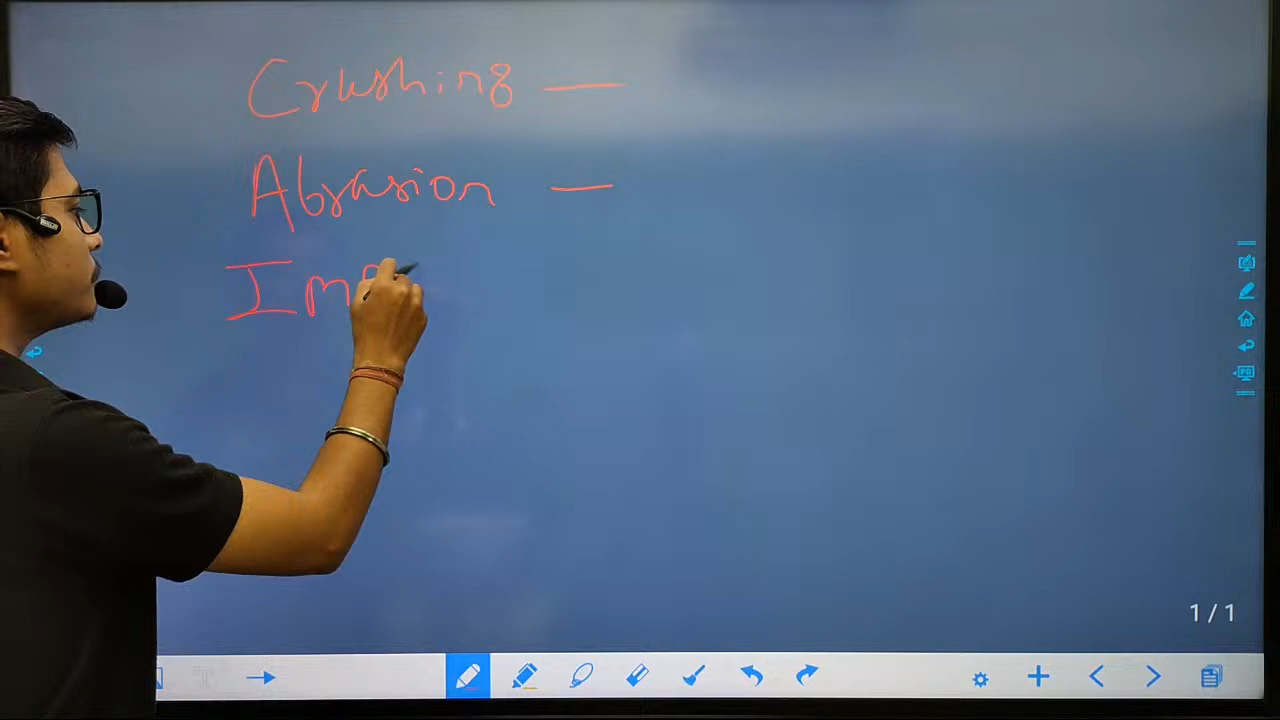 Crushing —
Abrasion —
Imp
1/1